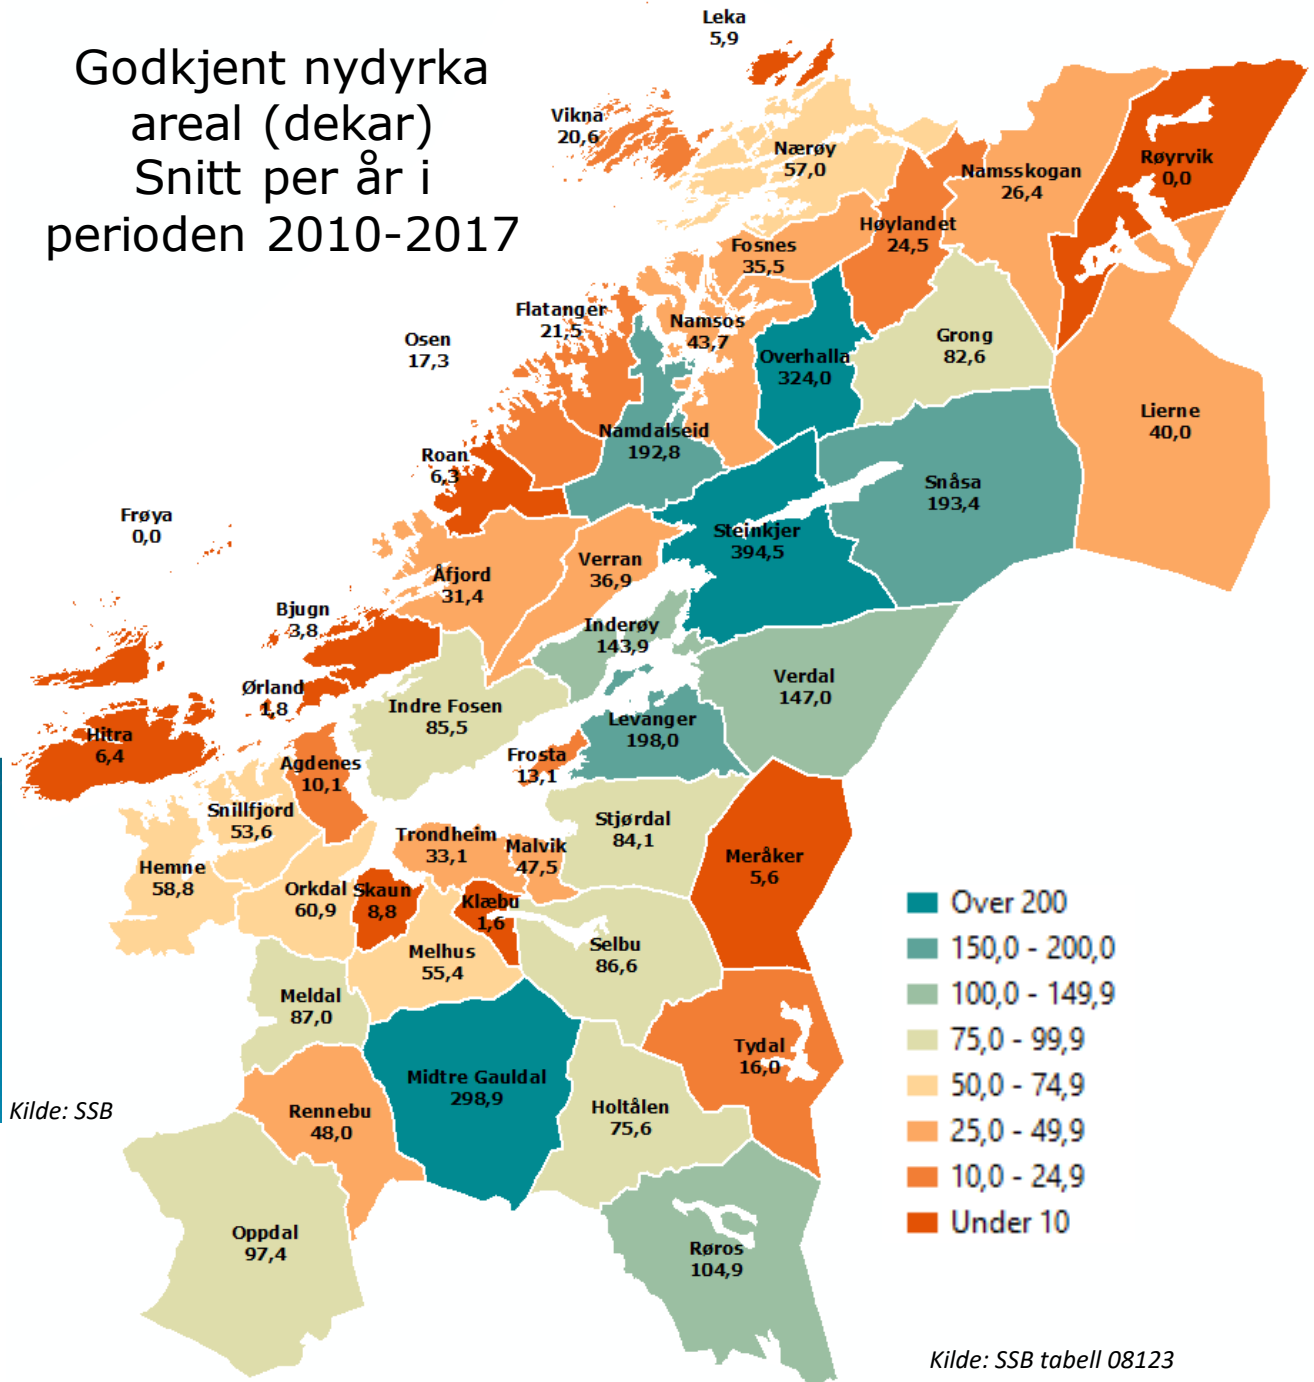 Godkjent nydyrka
areal (dekar)
Snitt per år i
perioden 2010-2017
Leka
5,9
Vikna
20,6
Nærøy
57,0
Namsskogan
26,4
Røyrvik
0,0
Høylandet
24,5
Fosnes
35,5
Flatanger
21,5
Namsos
43,7
Osen
17,3
Overhalla
324,0
Grong
82,6
Lierne
40,0
Namdalseid
192,8
Roan
6,3
Snåsa
193,4
Frøya
0,0
Steinkjer
394,5
Verran
36,9
Åfjord
31,4
Bjugn
3,8
Inderøy
143,9
Verdal
147,0
Ørland
1,8
Indre Fosen
85,5
Levanger
198,0
Hitra
6,4
Frosta
13,1
Agdenes
10,1
Snillfjord
53,6
Stjørdal
84,1
Trondheim
33,1
Malvik
47,5
Meråker
5,6
Hemne
58,8
Orkdal
60,9
Skaun
8,8
Klæbu
1,6
Melhus
55,4
Selbu
86,6
Meldal
87,0
Tydal
16,0
Midtre Gauldal
298,9
Rennebu
48,0
Holtålen
75,6
Oppdal
97,4
Røros
104,9
Over 200
150,0 - 200,0
100,0 - 149,9
75,0 - 99,9
50,0 - 74,9
25,0 - 49,9
10,0 - 24,9
Under 10
Kilde: SSB
Kilde: SSB tabell 08123